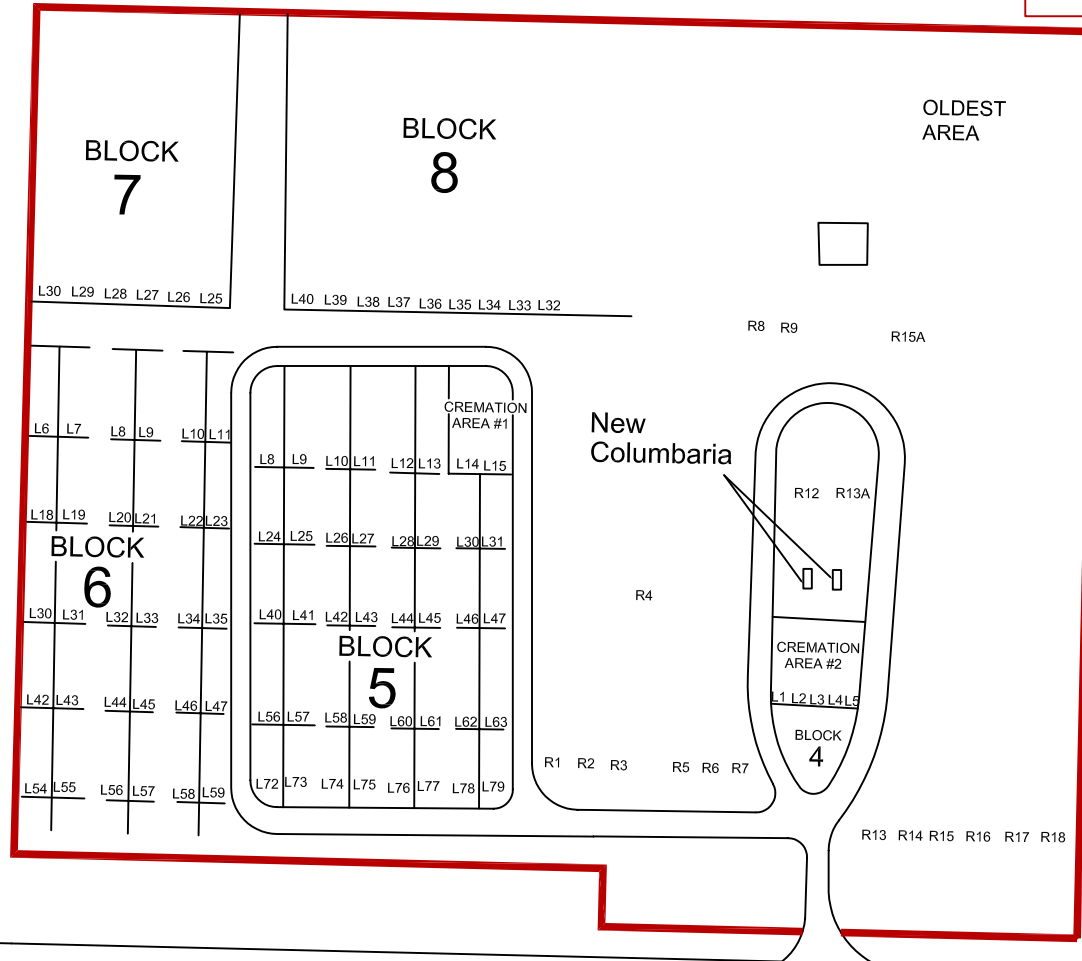 OLDEST
AREA
BLOCK
7
BLOCK
8
L30 L29 L28 L27 L26 L25
L40 L39 L38 L37 L36 L35 L34 L33 L32
R8 R9
R15A
CREMATION
AREA #1
New
Columbaria
L6 L7 L8 L9 L10 L11
L8 L9 L10 L11 L12 L13 L14 L15
R12 R13A
L18 L19 L20 L21 L22 L23
L24 L25 L26 L27 L28 L29 L30 L31
BLOCK
6
R4
L30 L31 L32 L33 L34 L35
L40 L41 L42 L43 L44 L45 L46 L47
BLOCK
5
CREMATION
AREA #2
L1 L2 L3 L4 L5
L42 L43 L44 L45 L46 L47
L56 L57 L58 L59 L60 L61 L62 L63
BLOCK
4
R1 R2 R3 R5 R6 R7
L54 L55 L56 L57 L58 L59
L72 L73 L74 L75 L76 L77 L78 L79
R13 R14 R15 R16 R17 R18